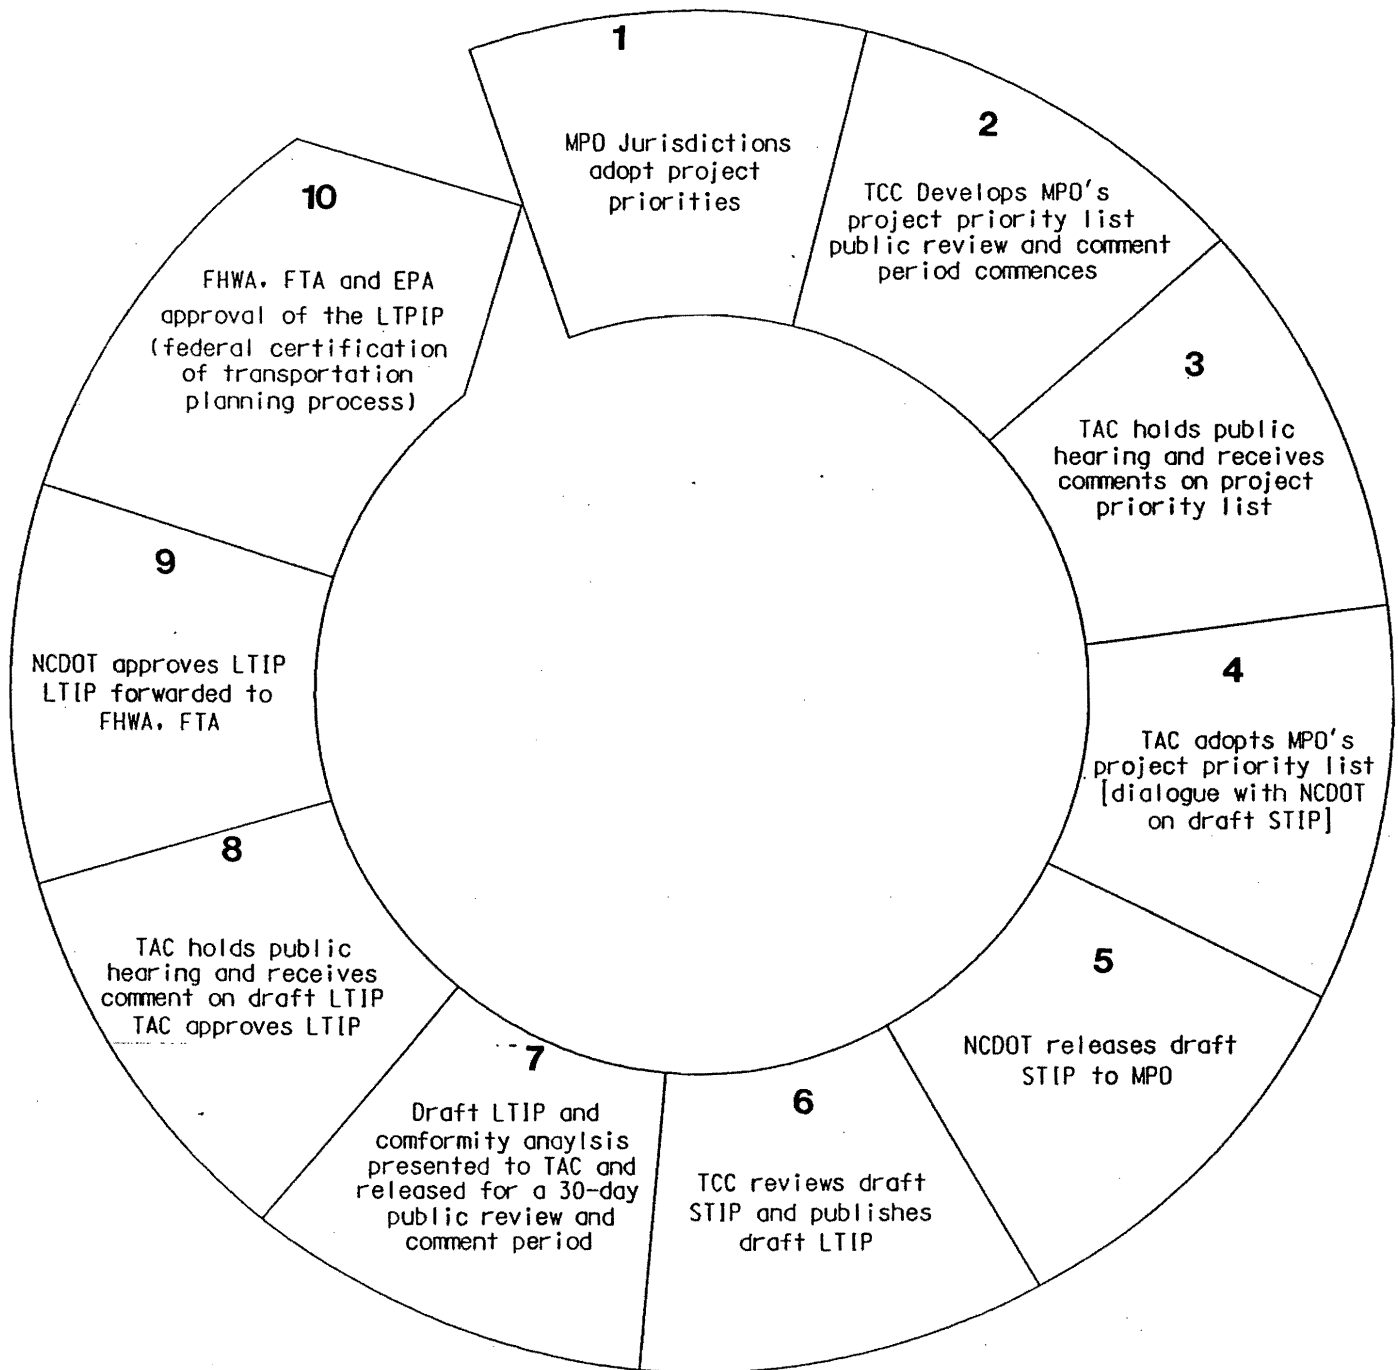 1
MPO Jurisdictions
adopt project
priorities
2
TCC Develops MPO's
project priority list
public review and comment
period commences
3
TAC holds public
hearing and receives
comments on project
priority list
4
TAC adopts MPO's
project priority list
[dialogue with NCDOT
on draft STIP]
5
NCDOT releases draft
STIP to MPO
6
TCC reviews draft
STIP and publishes
draft LTIP
7
Draft LTIP and
comformity anaylsis
presented to TAC and
released for a 30-day
public review and
comment period
8
TAC holds public
hearing and receives
comment on draft LTIP
TAC approves LTIP
9
NCDOT approves LTIP
LTIP forwarded to
FHWA, FTA
10
FHWA, FTA and EPA
approval of the LTPIP
(federal certification
of transportation
planning process)